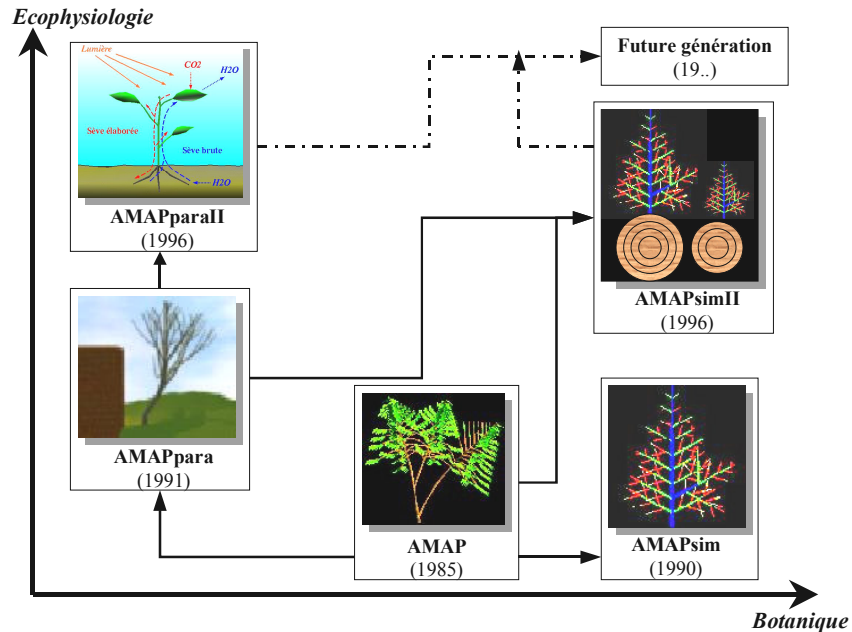 Ecophysiologie
Lumière
CO2
H2O
Sève élaborée
Sève brute
H2O
AMAPparaII
(1996)
Future génération
(19..)
AMAPsimII
(1996)
AMAPpara
(1991)
AMAP
(1985)
AMAPsim
(1990)
Botanique